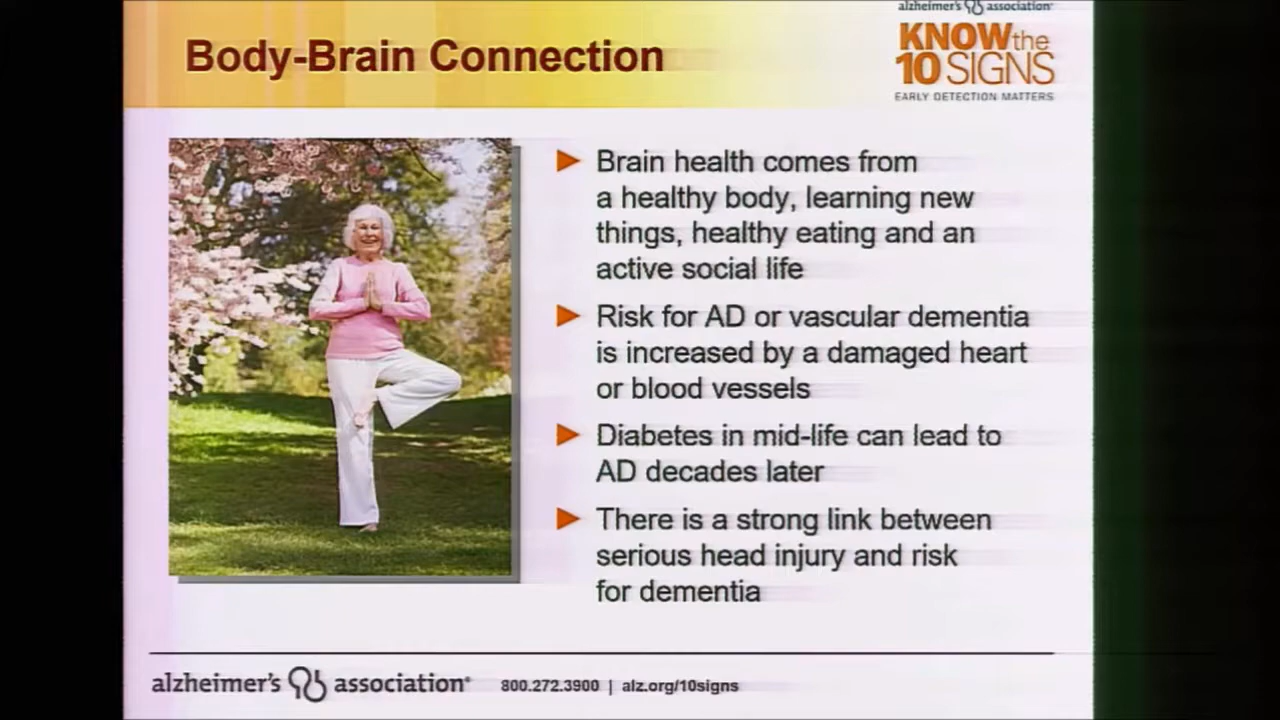 alzheimer's association®
KNOW the
10 SIGNS
EARLY DETECTION MATTERS
Body-Brain Connection
Brain health comes from
a healthy body, learning new
things, healthy eating and an
active social life
Risk for AD or vascular dementia
is increased by a damaged heart
or blood vessels
Diabetes in mid-life can lead to
AD decades later
There is a strong link between
serious head injury and risk
for dementia
alzheimer's association® 800.272.3900 | alz.org/10signs